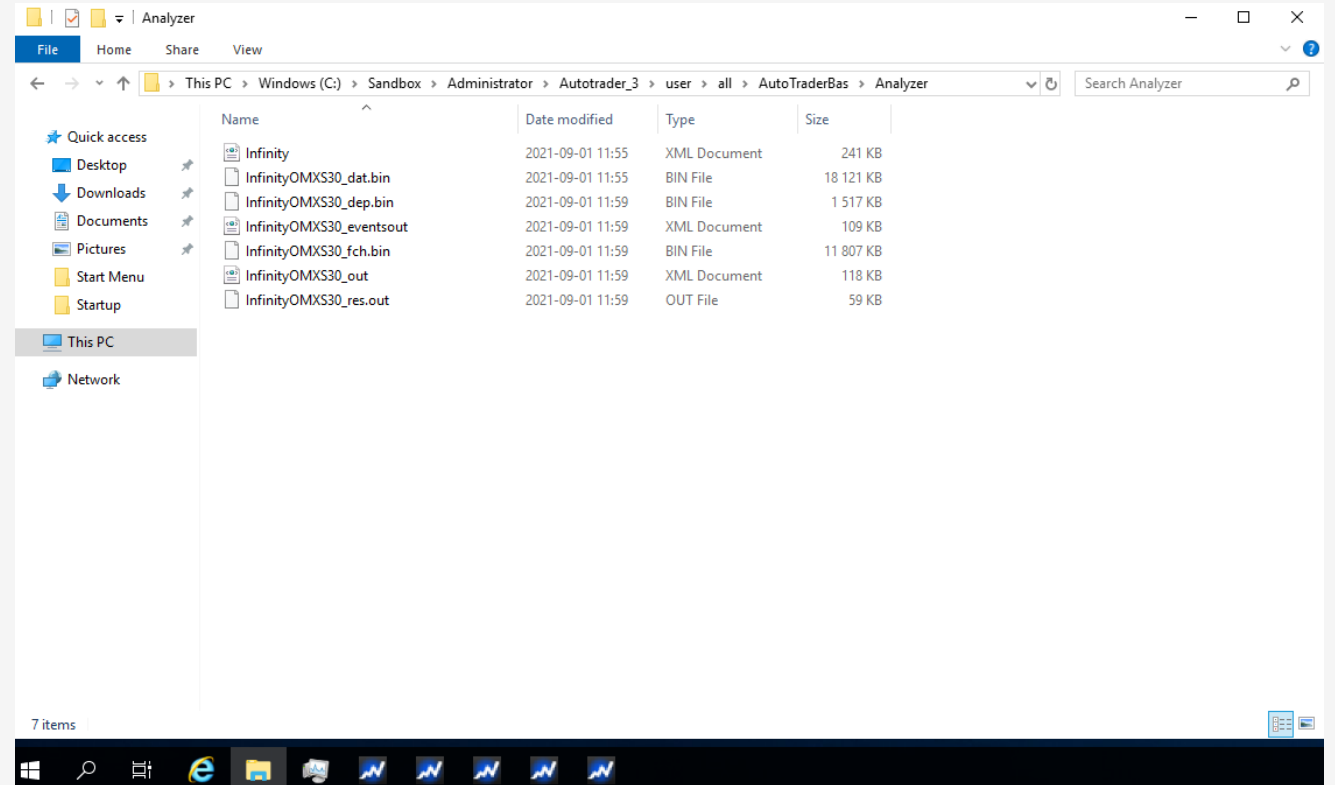 Analyzer
File Home Share View
This PC > Windows (C:) > Sandbox > Administrator > Autotrader_3 > user > all > AutoTraderBas > Analyzer
Search Analyzer
Quick access
Desktop
Downloads
Documents
Pictures
Start Menu
Startup
This PC
Network
Name Date modified Type Size
Infinity 2021-09-01 11:55 XML Document 241 KB
InfinityOMXS30_dat.bin 2021-09-01 11:55 BIN File 18 121 KB
InfinityOMXS30_dep.bin 2021-09-01 11:59 BIN File 1 517 KB
InfinityOMXS30_eventsout 2021-09-01 11:59 XML Document 109 KB
InfinityOMXS30_fch.bin 2021-09-01 11:59 BIN File 11 807 KB
InfinityOMXS30_out 2021-09-01 11:59 XML Document 118 KB
InfinityOMXS30_res.out 2021-09-01 11:59 OUT File 59 KB
7 items